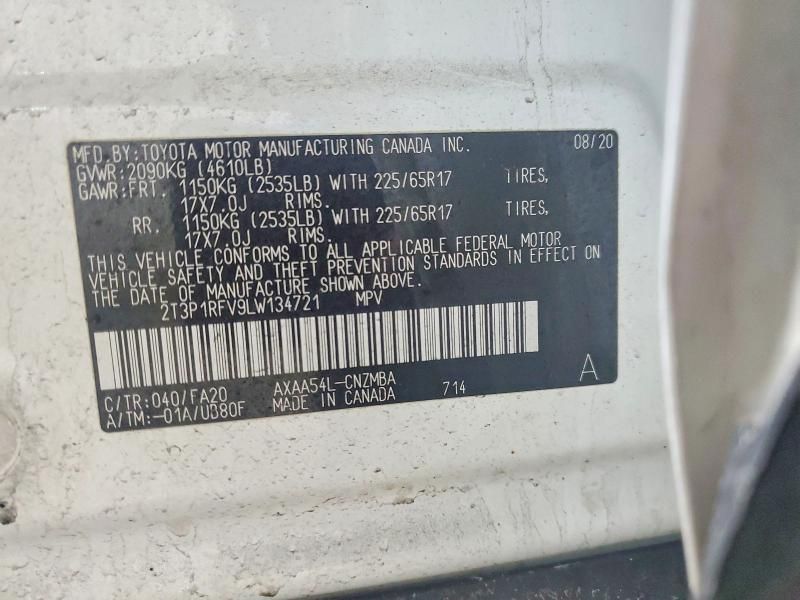 MFD.BY:TOYOTA MOTOR MANUFACTURING CANADA INC. 08/20
GVWR:2090KG (4610LB)
GAWR:FRT. 1150KG (2535LB) WITH 225/65R17 TIRES,
17X7.0J RIMS.
RR. 1150KG (2535LB) WITH 225/65R17 TIRES,
17X7.0J RIMS.
THIS VEHICLE CONFORMS TO ALL APPLICABLE FEDERAL MOTOR
VEHICLE SAFETY AND THEFT PREVENTION STANDARDS IN EFFECT ON
THE DATE OF MANUFACTURE SHOWN ABOVE.
2T3P1RFV9LW134721 MPV
C/TR:040/FA20 AXAA54L-CNZMBA
A/TM:-01A/UB80F MADE IN CANADA 714 A